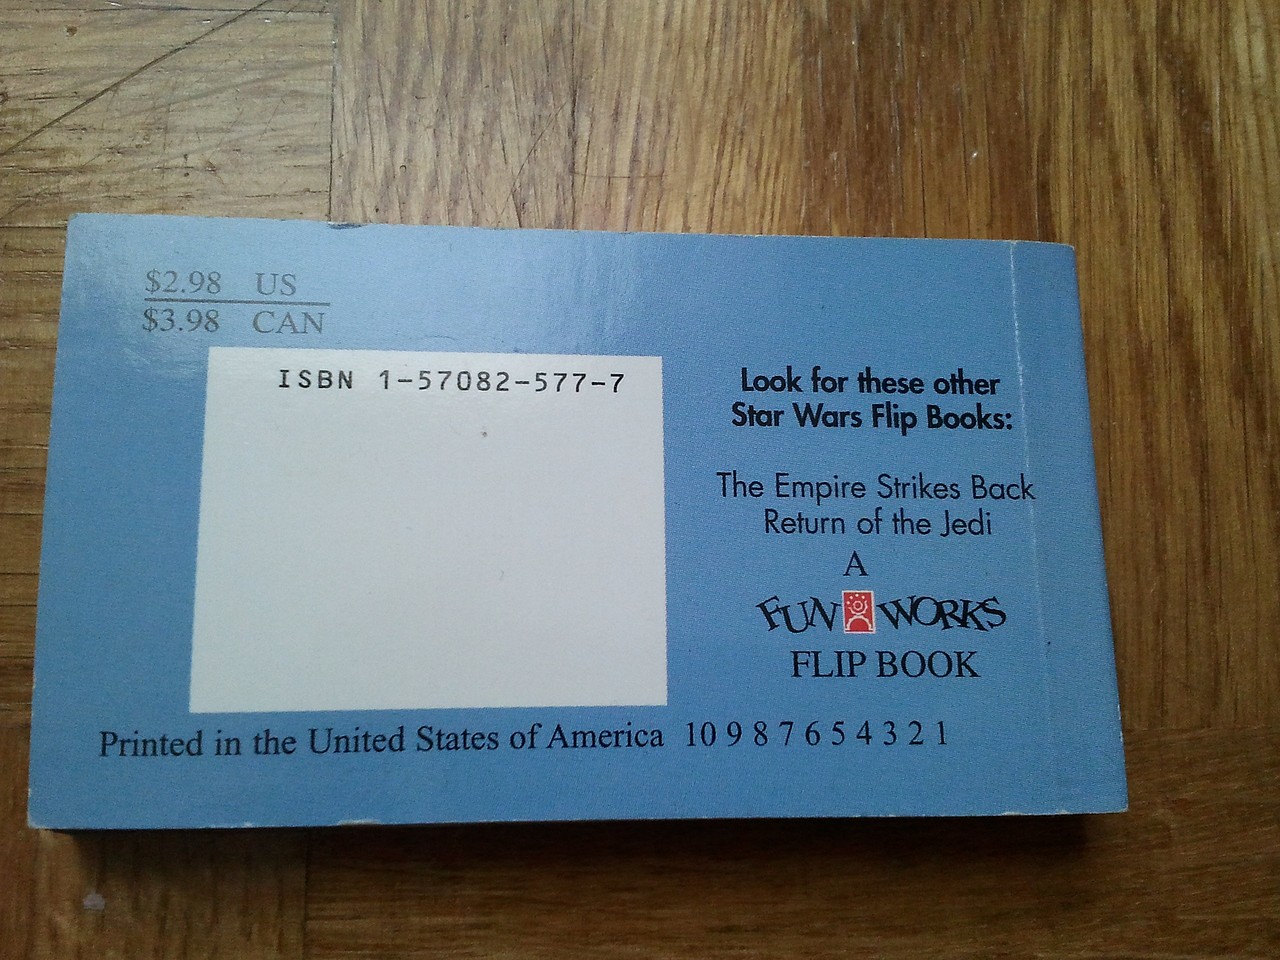 $2.98 US
$3.98 CAN
ISBN 1-57082-577-7
Look for these other
Star Wars Flip Books:
The Empire Strikes Back
Return of the Jedi
A
FUN WORKS
FLIP BOOK
Printed in the United States of America 10 9 8 7 6 5 4 3 2 1